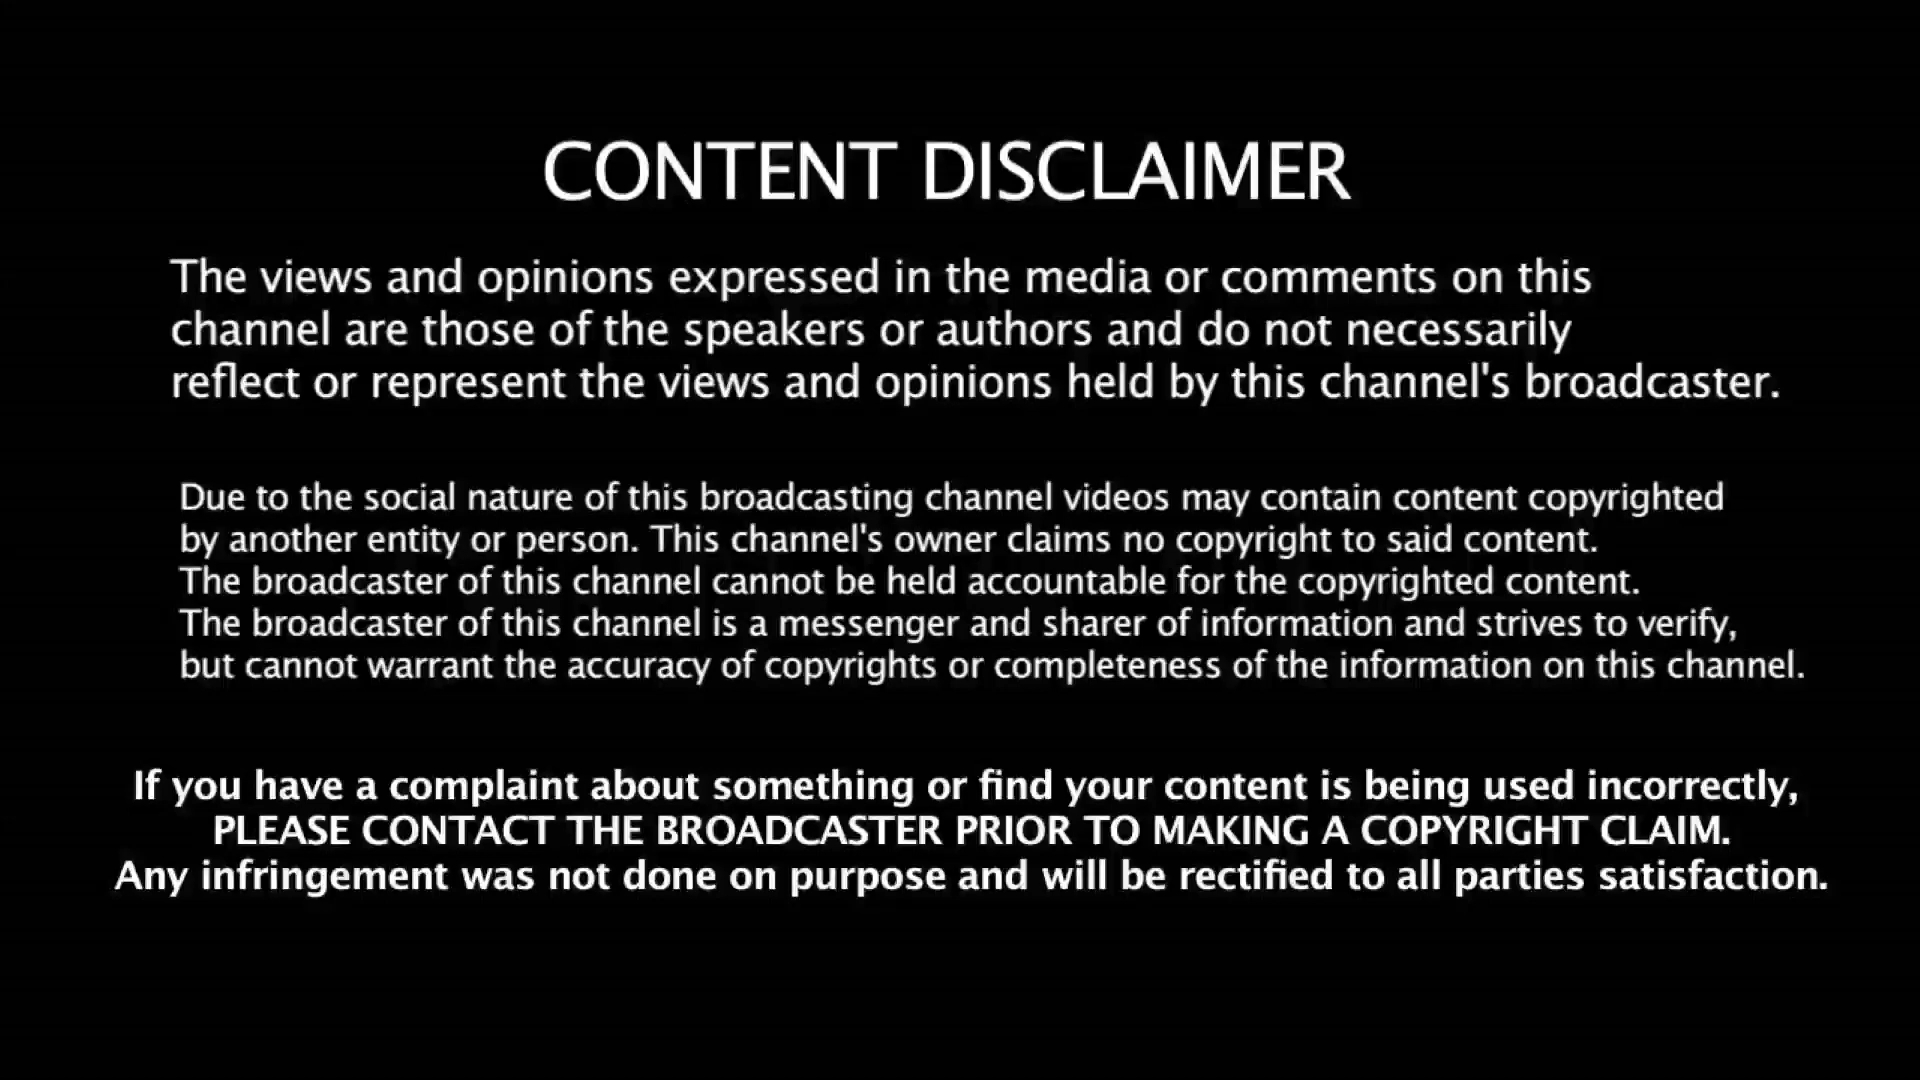 CONTENT DISCLAIMER
The views and opinions expressed in the media or comments on this
channel are those of the speakers or authors and do not necessarily
reflect or represent the views and opinions held by this channel's broadcaster.
Due to the social nature of this broadcasting channel videos may contain content copyrighted
by another entity or person. This channel's owner claims no copyright to said content.
The broadcaster of this channel cannot be held accountable for the copyrighted content.
The broadcaster of this channel is a messenger and sharer of information and strives to verify,
but cannot warrant the accuracy of copyrights or completeness of the information on this channel.
If you have a complaint about something or find your content is being used incorrectly,
PLEASE CONTACT THE BROADCASTER PRIOR TO MAKING A COPYRIGHT CLAIM.
Any infringement was not done on purpose and will be rectified to all parties satisfaction.